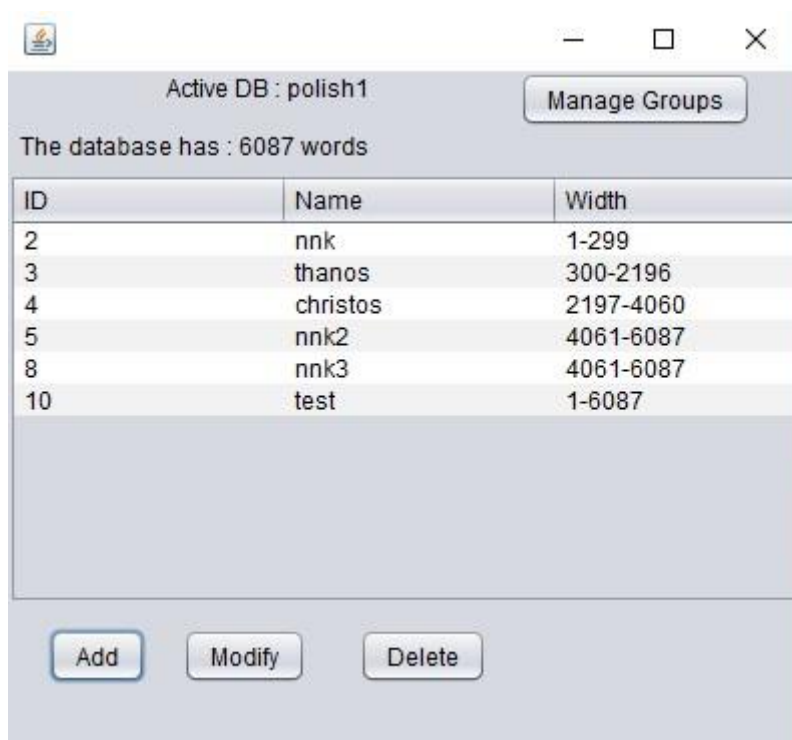 Active DB : polish1
Manage Groups
The database has : 6087 words
ID Name Width
2 nnk 1-299
3 thanos 300-2196
4 christos 2197-4060
5 nnk2 4061-6087
8 nnk3 4061-6087
10 test 1-6087
Add Modify Delete